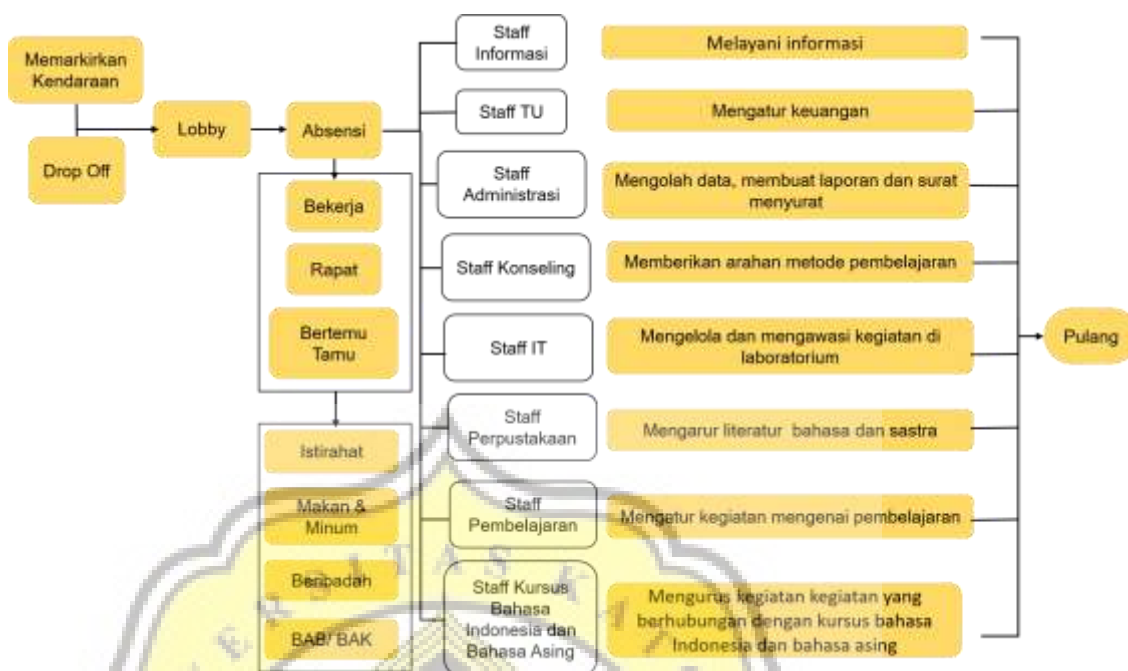 Memarkirkan
Kendaraan
Drop Off
Lobby
Absensi
Bekerja
Rapat
Bertemu
Tamu
Istirahat
Makan &
Minum
Beribadah
BAB/ BAK
Staff
Informasi
Melayani informasi
Staff TU
Mengatur keuangan
Staff
Administrasi
Mengolah data, membuat laporan dan surat
menyurat
Staff Konseling
Memberikan arahan metode pembelajaran
Staff IT
Mengelola dan mengawasi kegiatan di
laboratorium
Staff
Perpustakaan
Mengarur literatur bahasa dan sastra
Staff
Pembelajaran
Mengatur kegiatan mengenai pembelajaran
Staff Kursus
Bahasa
Indonesia dan
Bahasa Asing
Mengurus kegiatan kegiatan yang
berhubungan dengan kursus bahasa
Indonesia dan bahasa asing
Pulang